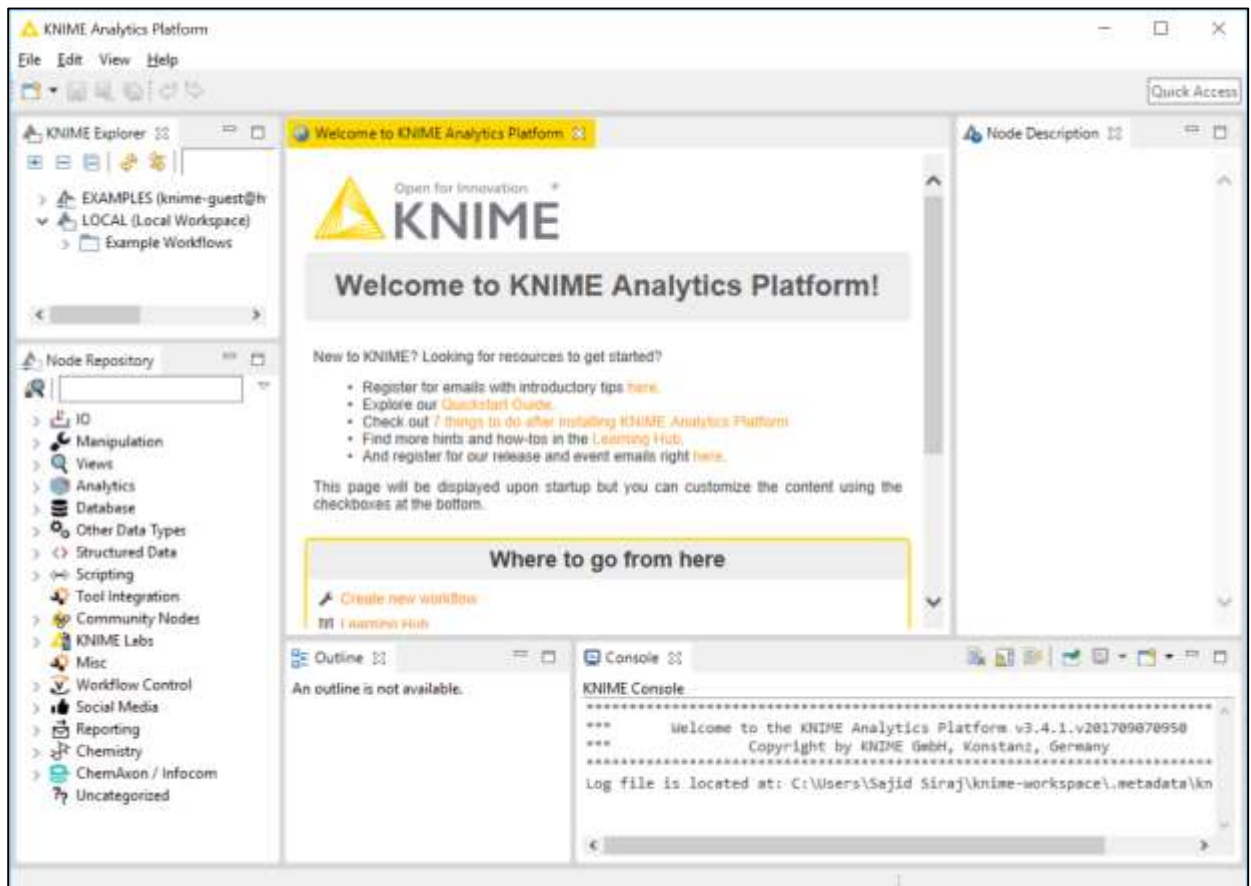 KNIME Analytics Platform
File Edit View Help
Quick Access
KNIME Explorer
EXAMPLES (knime-guest@h
LOCAL (Local Workspace)
Example Workflows
Node Repository
IO
Manipulation
Views
Analytics
Database
Other Data Types
Structured Data
Scripting
Tool Integration
Community Nodes
KNIME Labs
Misc
Workflow Control
Social Media
Reporting
Chemistry
ChemAxon / Infocom
Uncategorized
Welcome to KNIME Analytics Platform
Open for Innovation ®
KNIME
Welcome to KNIME Analytics Platform!
New to KNIME? Looking for resources to get started?
• Register for emails with introductory tips here.
• Explore our Quickstart Guide.
• Check out 7 things to do after installing KNIME Analytics Platform
• Find more hints and how-tos in the Learning Hub.
• And register for our release and event emails right here.
This page will be displayed upon startup but you can customize the content using the
checkboxes at the bottom.
Where to go from here
Create new workflow
Learning Hub
Node Description
Outline
An outline is not available.
Console
KNIME Console
***********************************************************************
*** Welcome to the KNIME Analytics Platform v3.4.1.v201709070950
*** Copyright by KNIME GmbH, Konstanz, Germany
***********************************************************************
Log file is located at: C:\Users\Sajid Siraj\knime-workspace\.metadata\kn